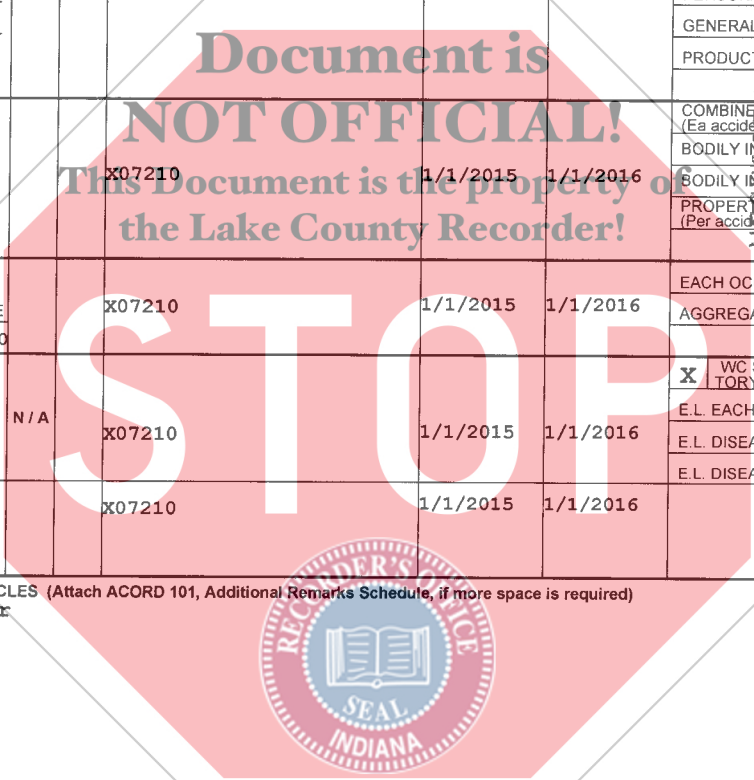 GENERAL
PRODUCT
Document is
NOT OFFICIAL!
This Document is the property of
the Lake County Recorder!
COMBINE
(Ea accide
BODILY IN
X07210 1/1/2015 1/1/2016 BODILY IN
PROPERT
(Per accid
EACH OC
X07210 1/1/2015 1/1/2016
AGGREGA
STOP
X WC
TORY
N / A
E.L. EACH
X07210 1/1/2015 1/1/2016
E.L. DISEA
E.L. DISEA
X07210 1/1/2015 1/1/2016
CLES (Attach ACORD 101, Additional Remarks Schedule, if more space is required)
r
RECORDER'S OFFICE
SEAL
INDIANA